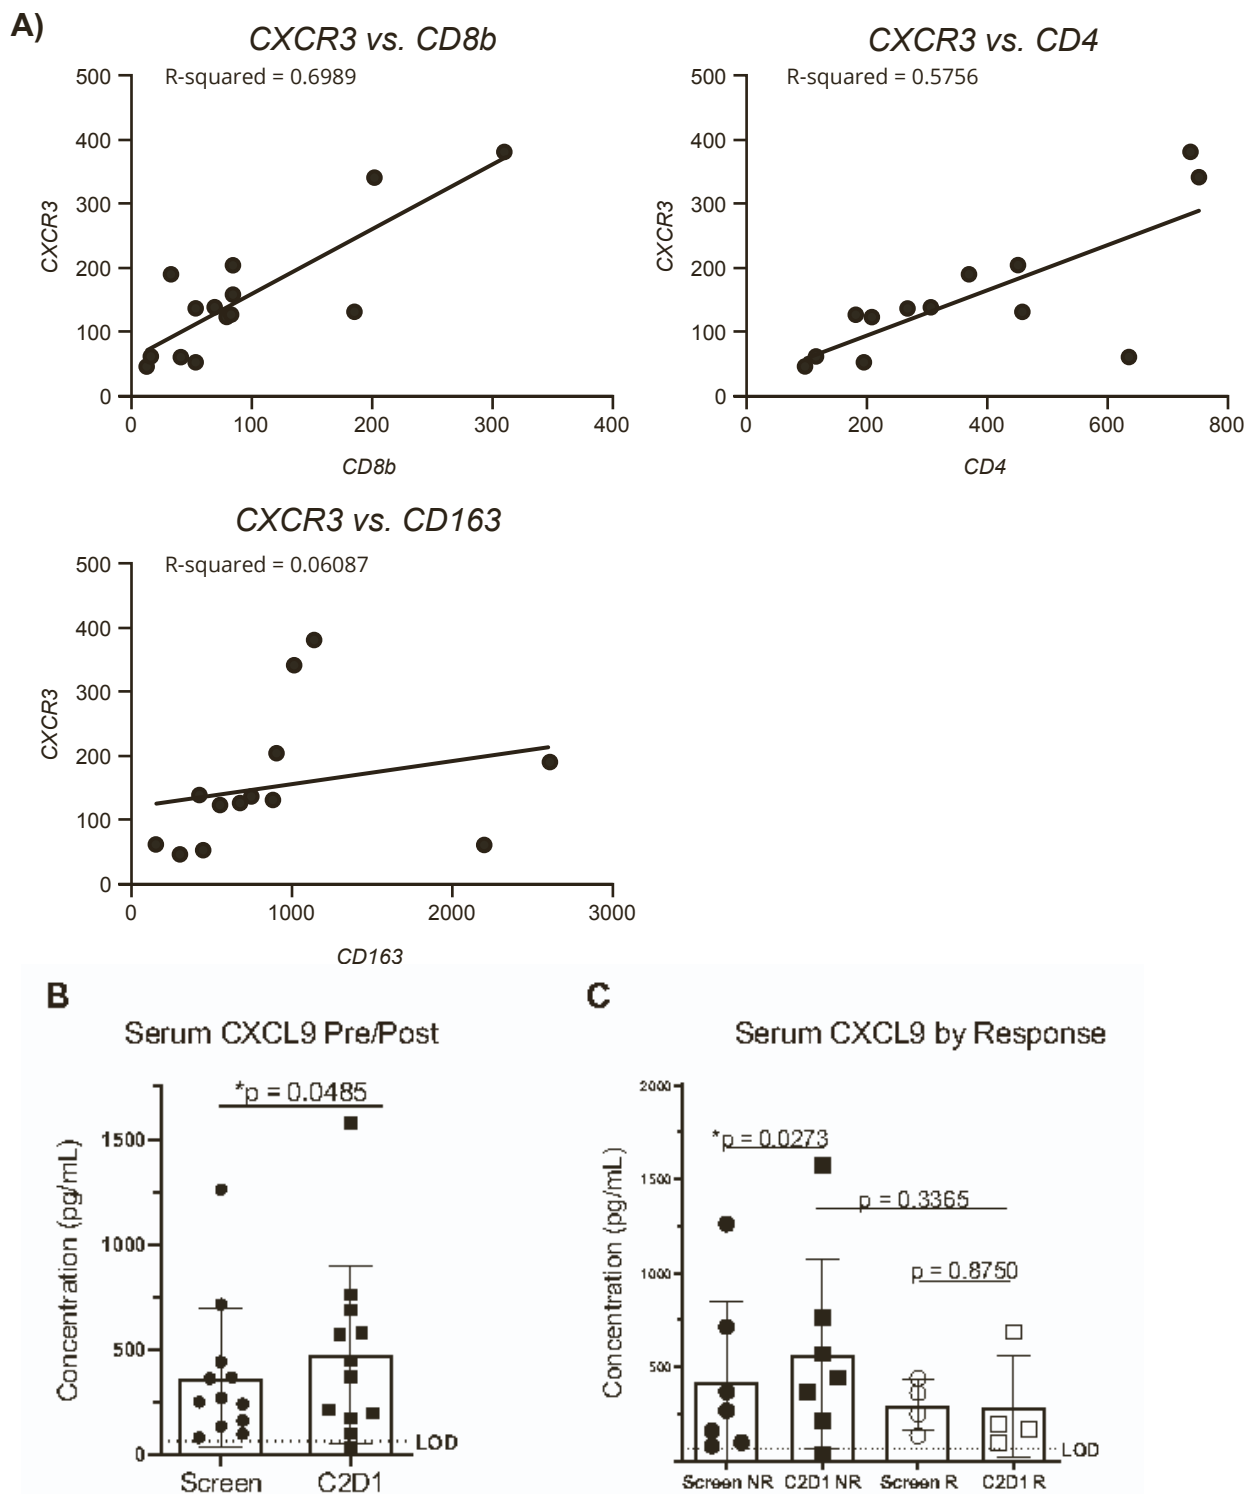 A)
CXCR3 vs. CD8b
R-squared = 0.6989
500
400
300
200
100
0
CXCR3
0 100 200 300 400
CD8b
CXCR3 vs. CD4
R-squared = 0.5756
500
400
300
200
100
0
CXCR3
0 200 400 600 800
CD4
CXCR3 vs. CD163
R-squared = 0.06087
500
400
300
200
100
0
CXCR3
0 1000 2000 3000
CD163
B
Serum CXCL9 Pre/Post
*p = 0.0485
1500
1000
500
0
Concentration (pg/mL)
LOD
Screen C2D1
C
Serum CXCL9 by Response
2000
1500
1000
500
Concentration (pg/mL)
*p = 0.0273
p = 0.3365
p = 0.8750
LOD
Screen NR C2D1 NR Screen R C2D1 R